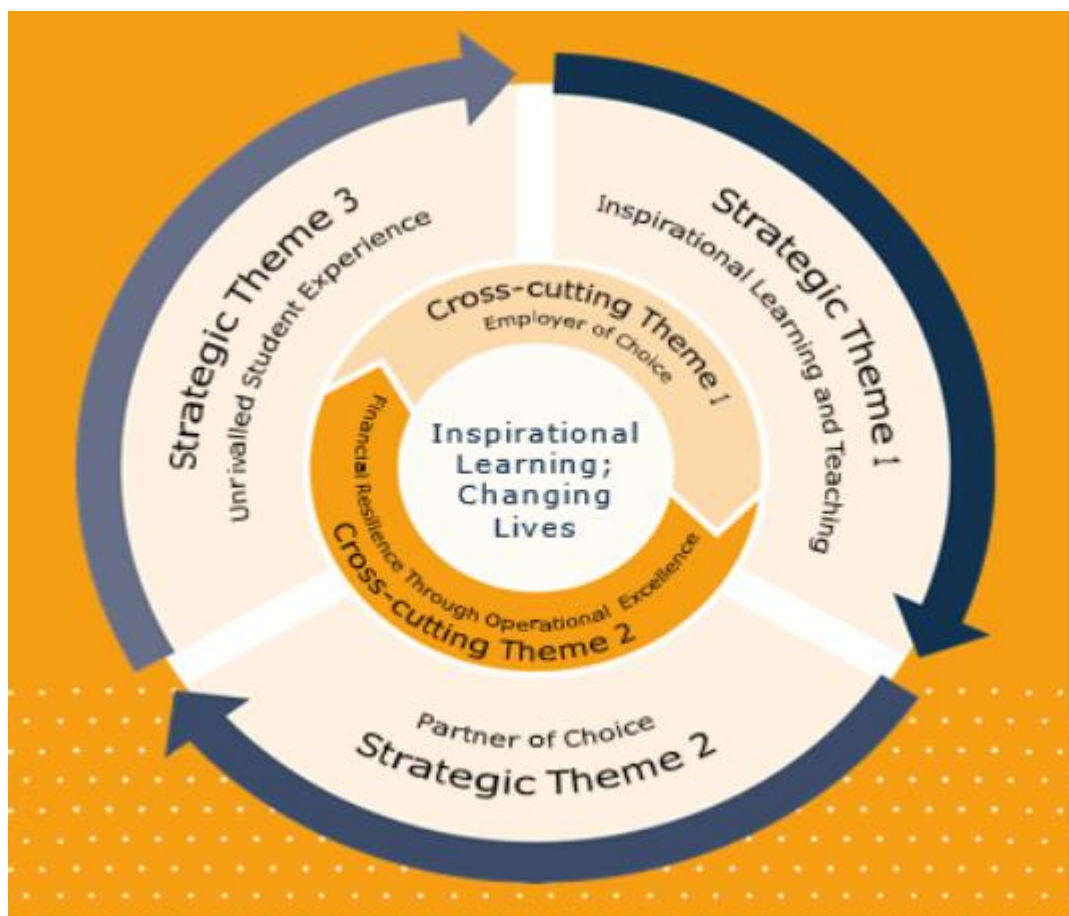 Strategic Theme 1
Inspirational Learning and Teaching
Partner of Choice
Strategic Theme 2
Strategic Theme 3
Unrivalled Student Experience
Cross-cutting Theme 1
Employer of Choice
Financial Resilience Through Operational Excellence
Cross-cutting Theme 2
Inspirational
Learning;
Changing
Lives